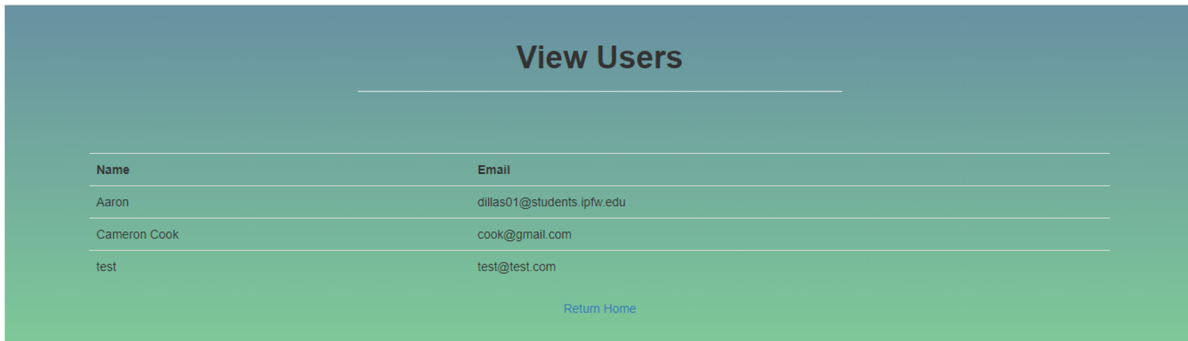 View Users
Name Email
Aaron dillas01@students.ipfw.edu
Cameron Cook cook@gmail.com
test test@test.com
Return Home